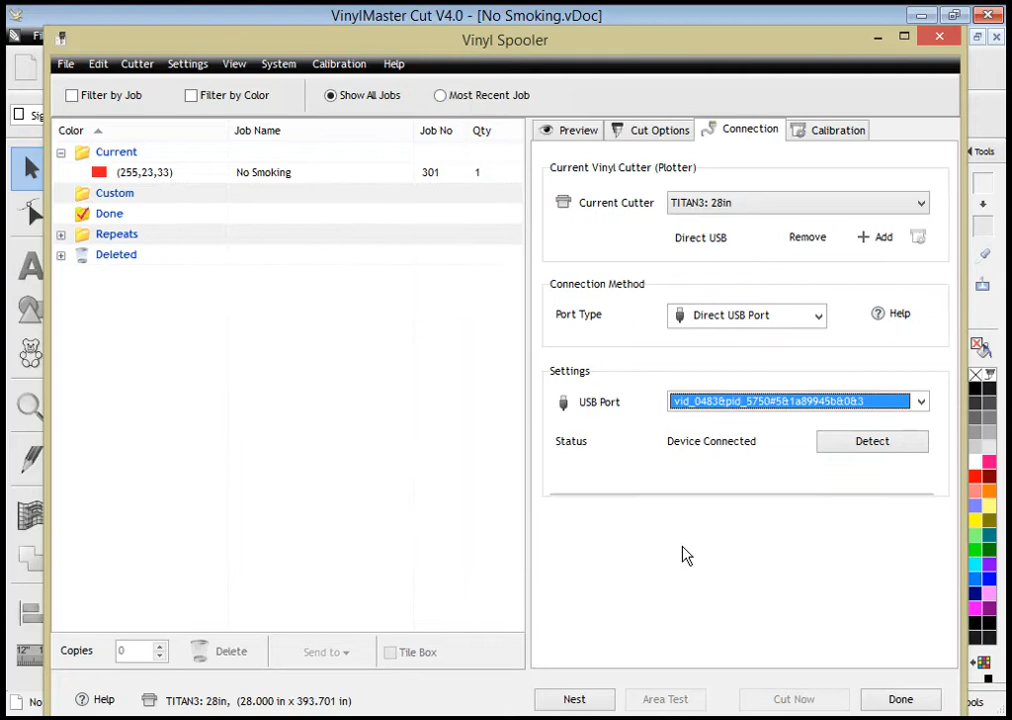 VinylMaster Cut V4.0 - [No Smoking.vDoc]
Vinyl Spooler
File Edit Cutter Settings View System Calibration Help
Filter by Job Filter by Color Show All Jobs Most Recent Job
Color Job Name Job No Qty
Current
(255,23,33) No Smoking 301 1
Custom
Done
Repeats
Deleted
Preview Cut Options Connection Calibration
Current Vinyl Cutter (Plotter)
Current Cutter TITAN3: 28in
Direct USB Remove Add
Connection Method
Port Type Direct USB Port Help
Settings
USB Port vid_0483&pid_5750#5&1a89945b&0&3
Status Device Connected Detect
Copies 0 Delete Send to Tile Box
Help TITAN3: 28in, (28.000 in x 393.701 in)
Nest Area Test Cut Now Done
Tools
12"